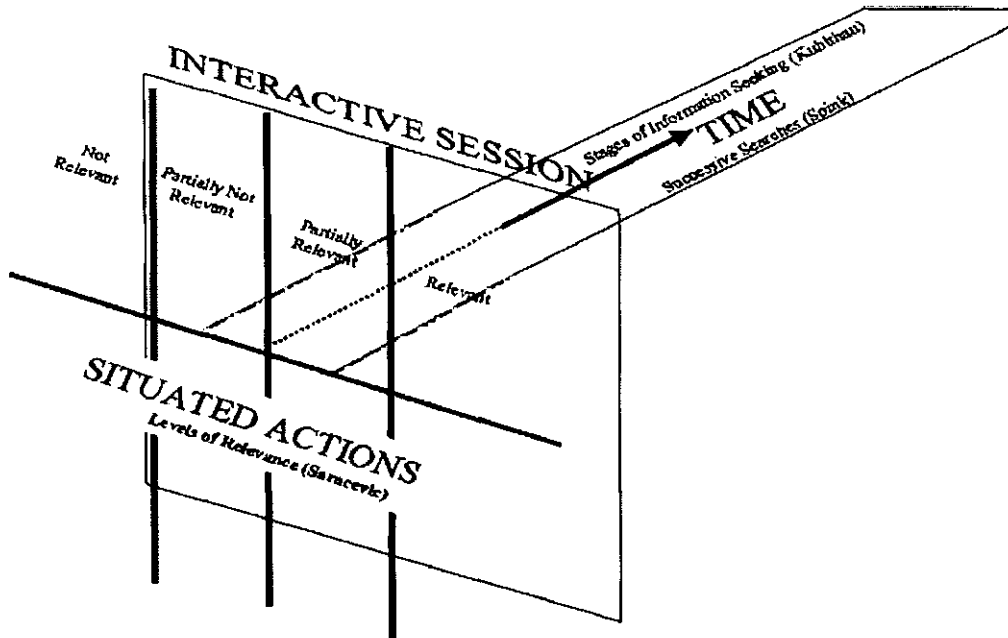 INTERACTIVE SESSION
Not
Relevant
Partially Not
Relevant
Partially
Relevant
Relevant
Stages of Information Seeking (Kuhlthau)
TIME
Successive Searches (Spink)
SITUATED ACTIONS
Levels of Relevance (Saracevic)